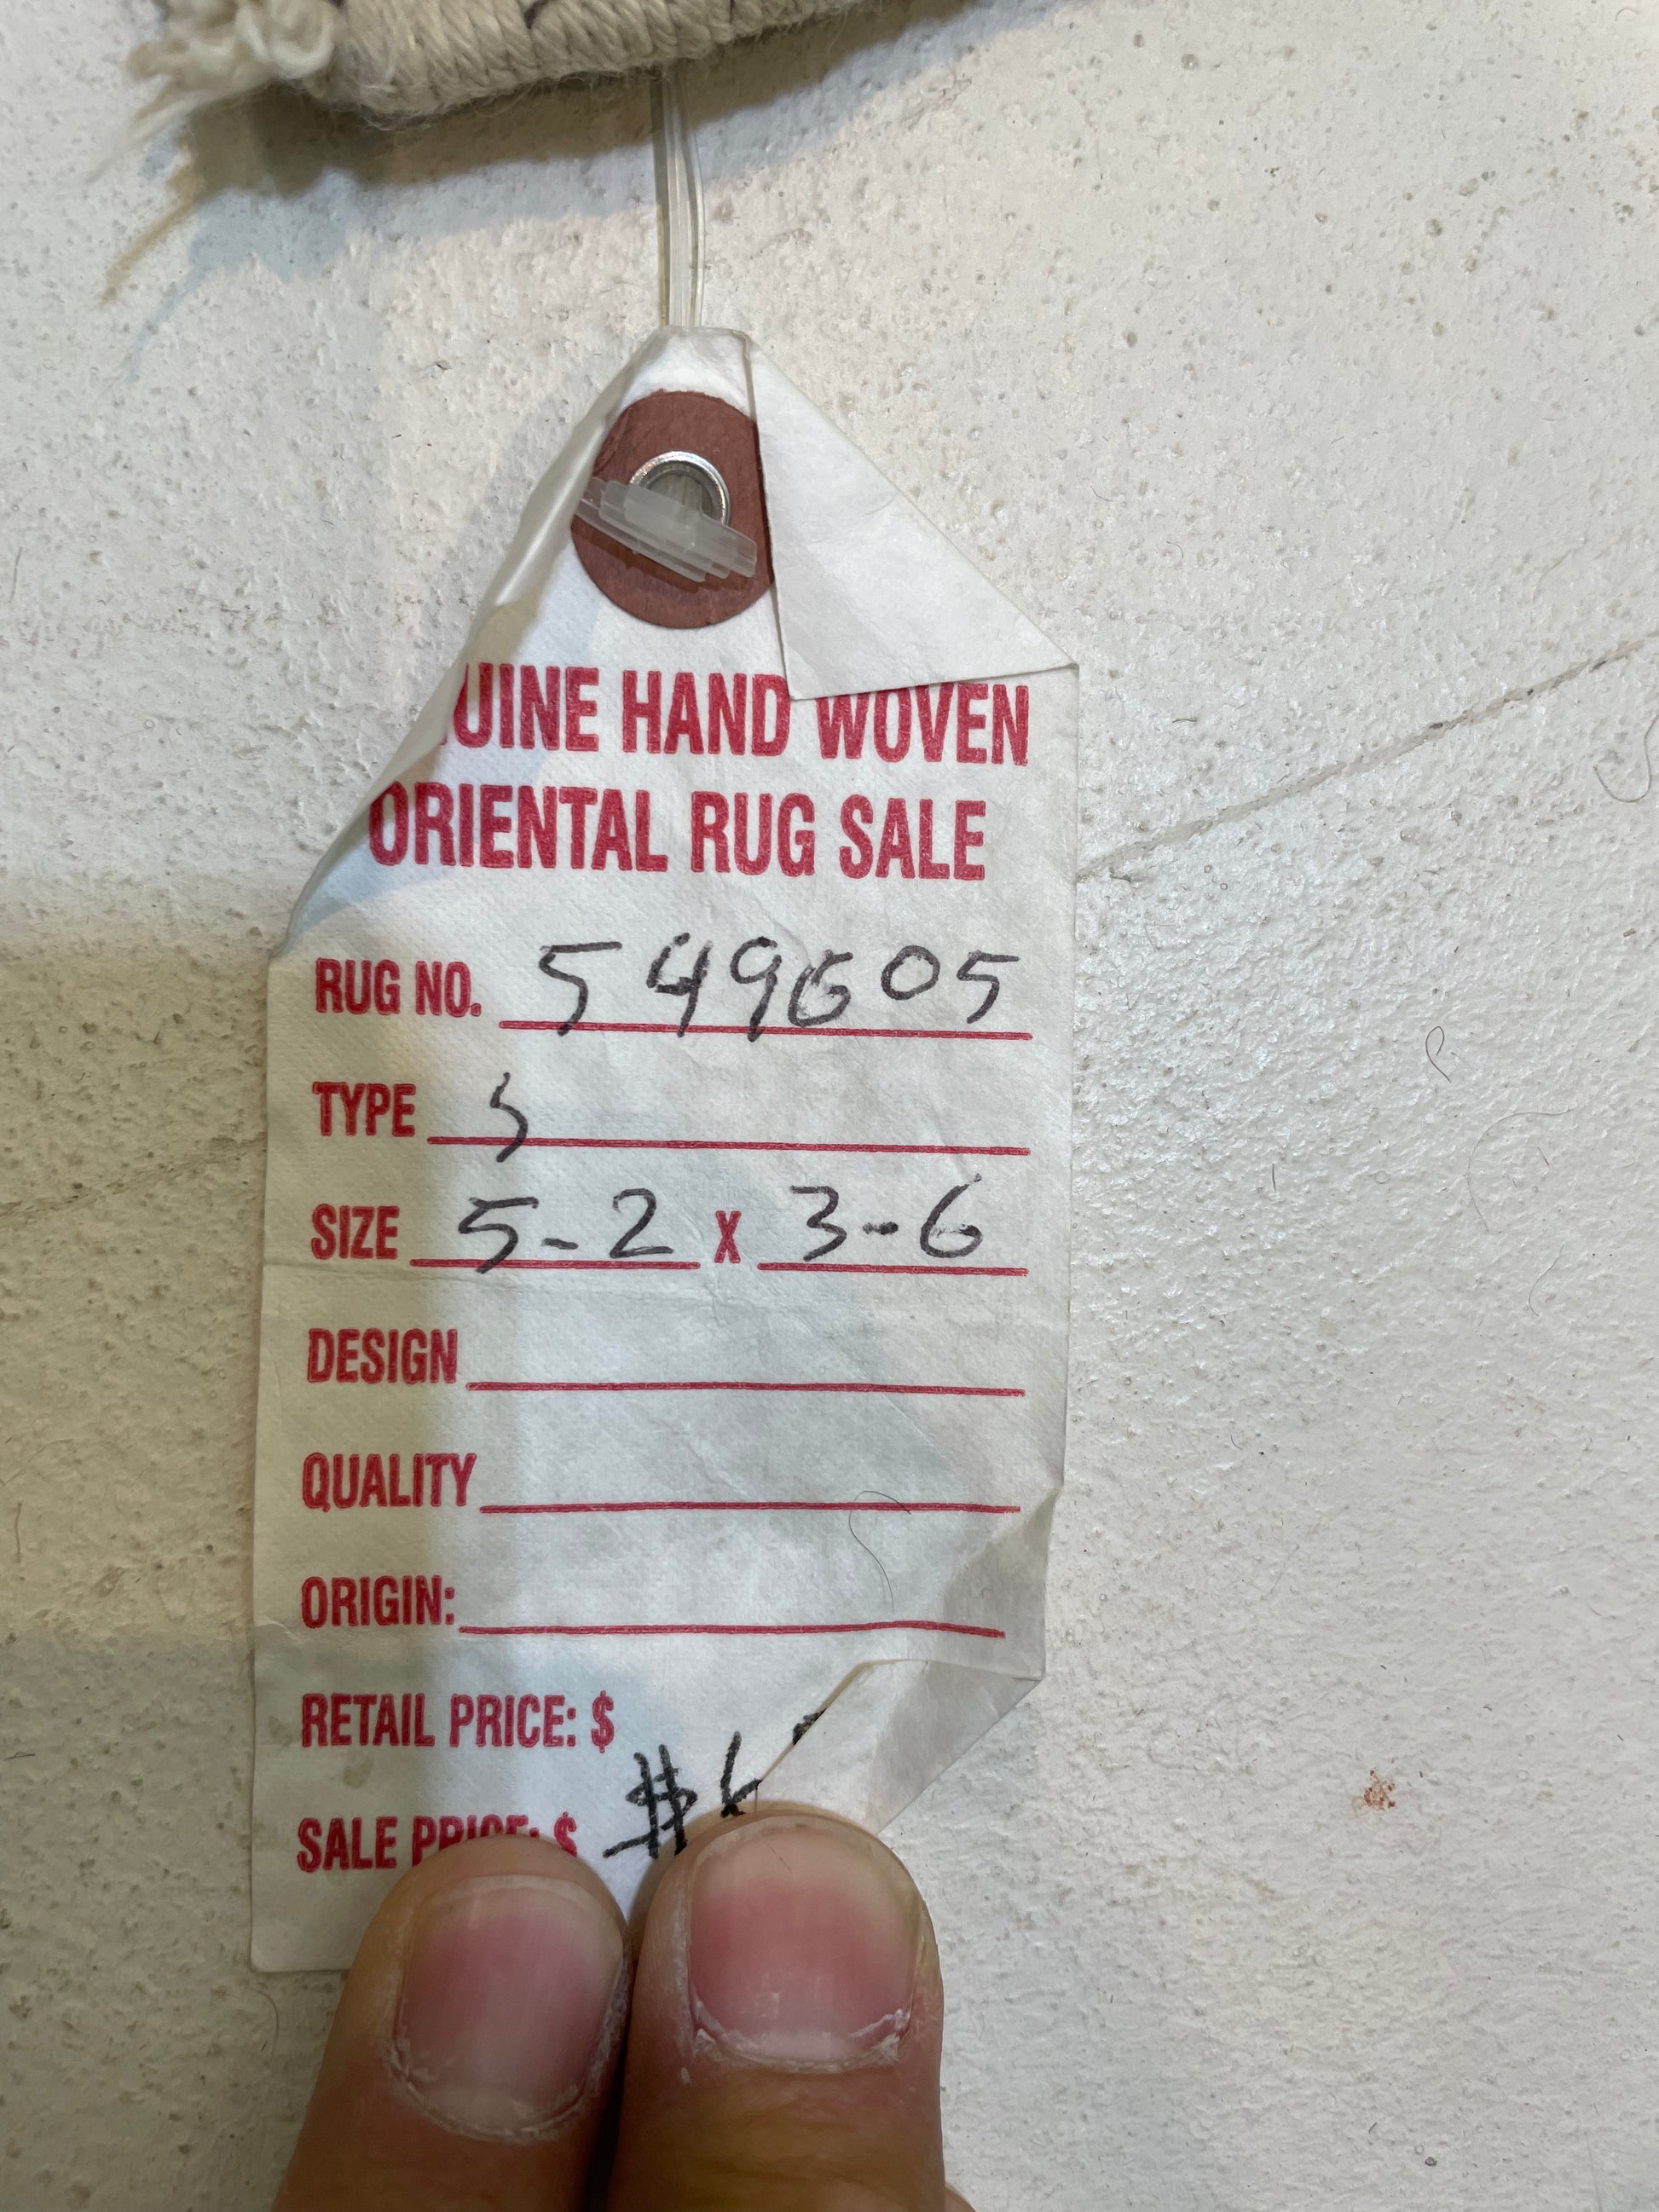 UINE HAND WOVEN
ORIENTAL RUG SALE
RUG NO. 549605
TYPE
SIZE 5-2 X 3-6
DESIGN
QUALITY
ORIGIN:
RETAIL PRICE: $
SALE PRICE: $ $